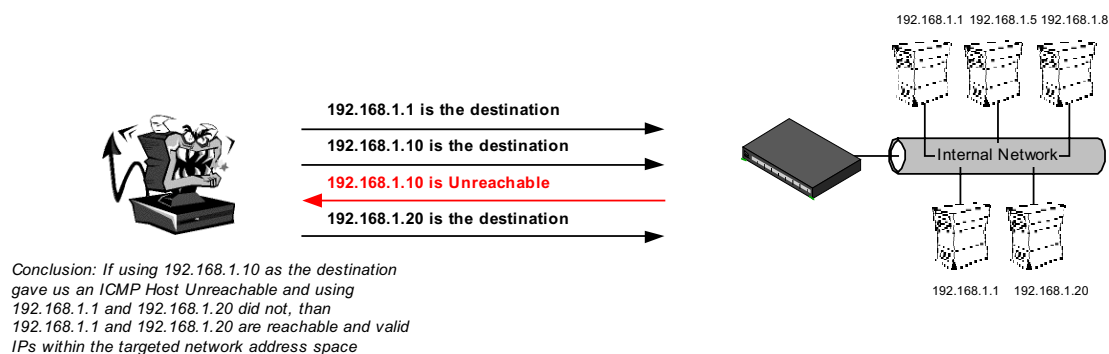 192.168.1.1 192.168.1.5 192.168.1.8
192.168.1.1 is the destination
192.168.1.10 is the destination
Internal Network
192.168.1.10 is Unreachable
192.168.1.20 is the destination
Conclusion: If using 192.168.1.10 as the destination
gave us an ICMP Host Unreachable and using
192.168.1.1 and 192.168.1.20 did not, than
192.168.1.1 and 192.168.1.20 are reachable and valid
IPs within the targeted network address space
192.168.1.1 192.168.1.20